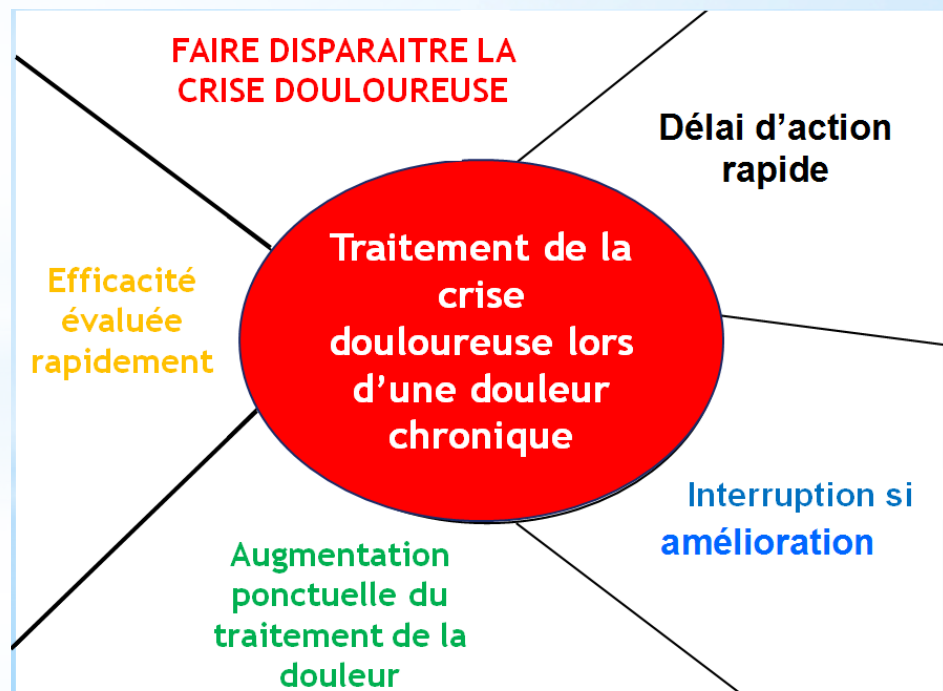 FAIRE DISPARAITRE LA
CRISE DOULOUREUSE
Délai d'action
rapide
Traitement de la
crise
douloureuse lors
d'une douleur
chronique
Efficacité
évaluée
rapidement
Interruption si
amélioration
Augmentation
ponctuelle du
traitement de la
douleur